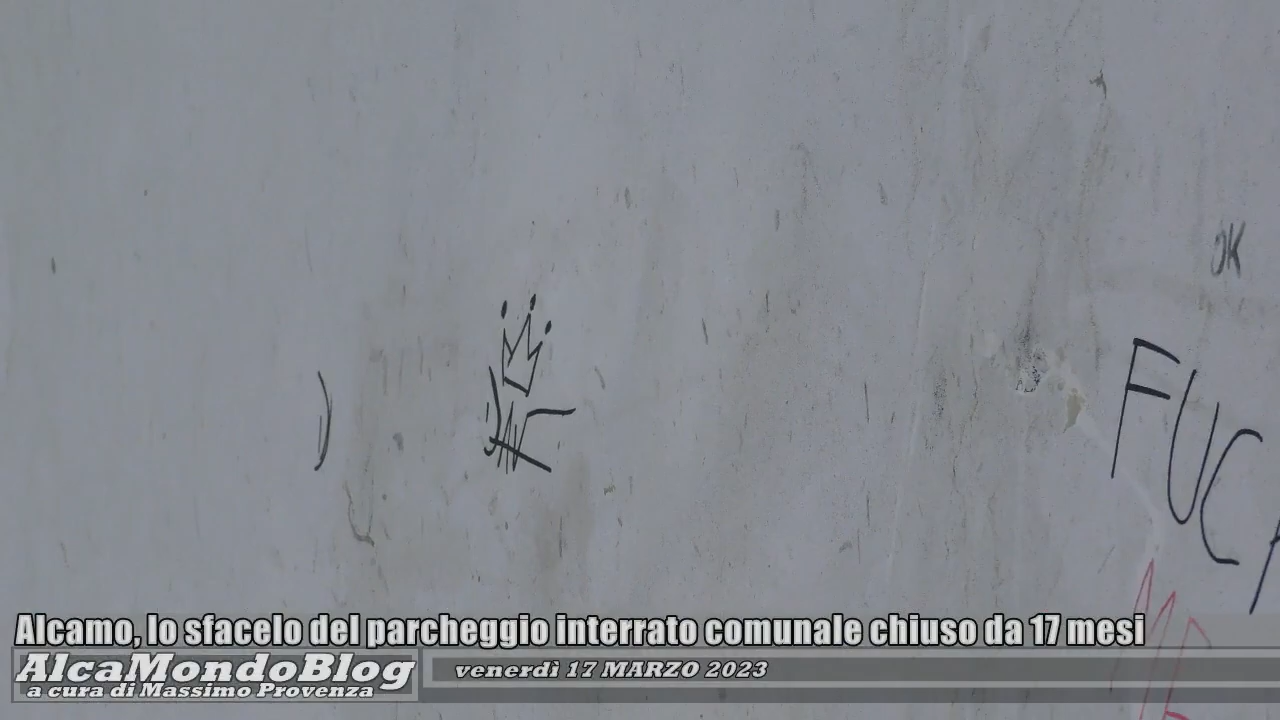 OK
FUC
Alcamo, lo sfacelo del parcheggio interrato comunale chiuso da 17 mesi
AlcaMondoBlog
a cura di Massimo Provenza
venerdì 17 MARZO 2023